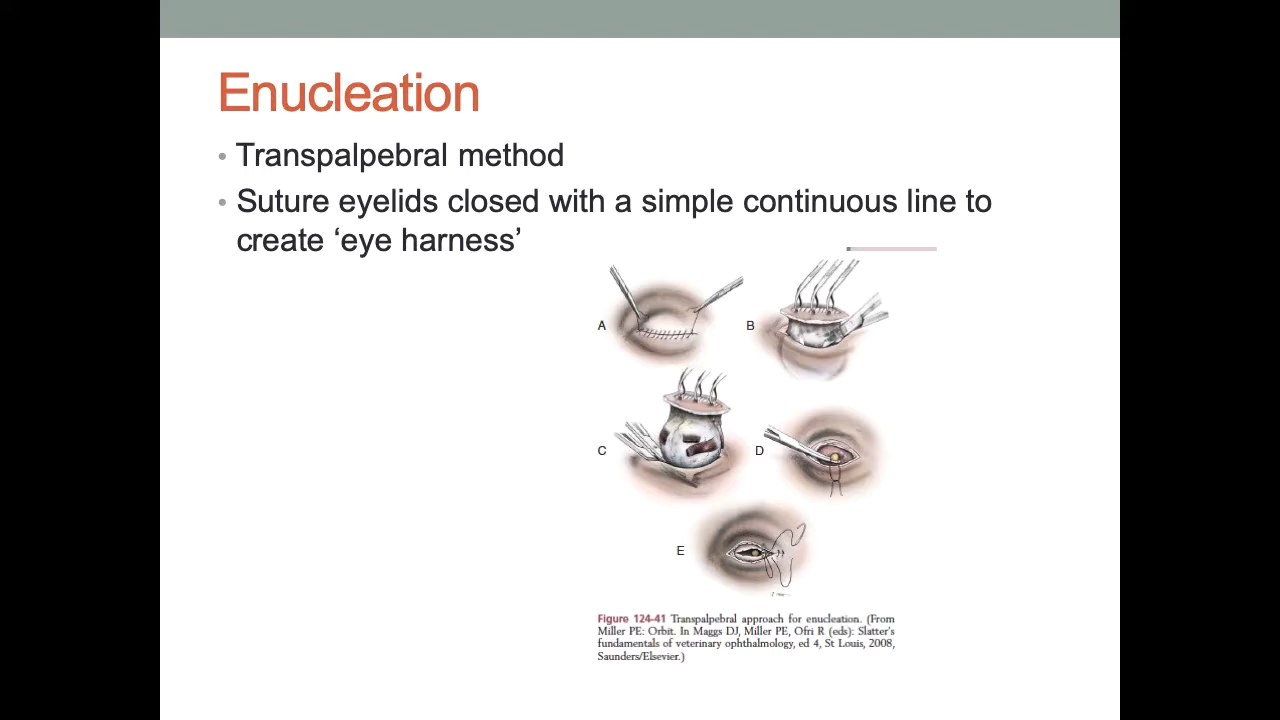 Enucleation
• Transpalpebral method
• Suture eyelids closed with a simple continuous line to
create ‘eye harness’
A
B
C
D
E
Figure 124-41 Transpalpebral approach for enucleation. (From
Miller PE: Orbit. In Maggs DJ, Miller PE, Ofri R (eds): Slatter's
fundamentals of veterinary ophthalmology, ed 4, St Louis, 2008,
Saunders/Elsevier.)